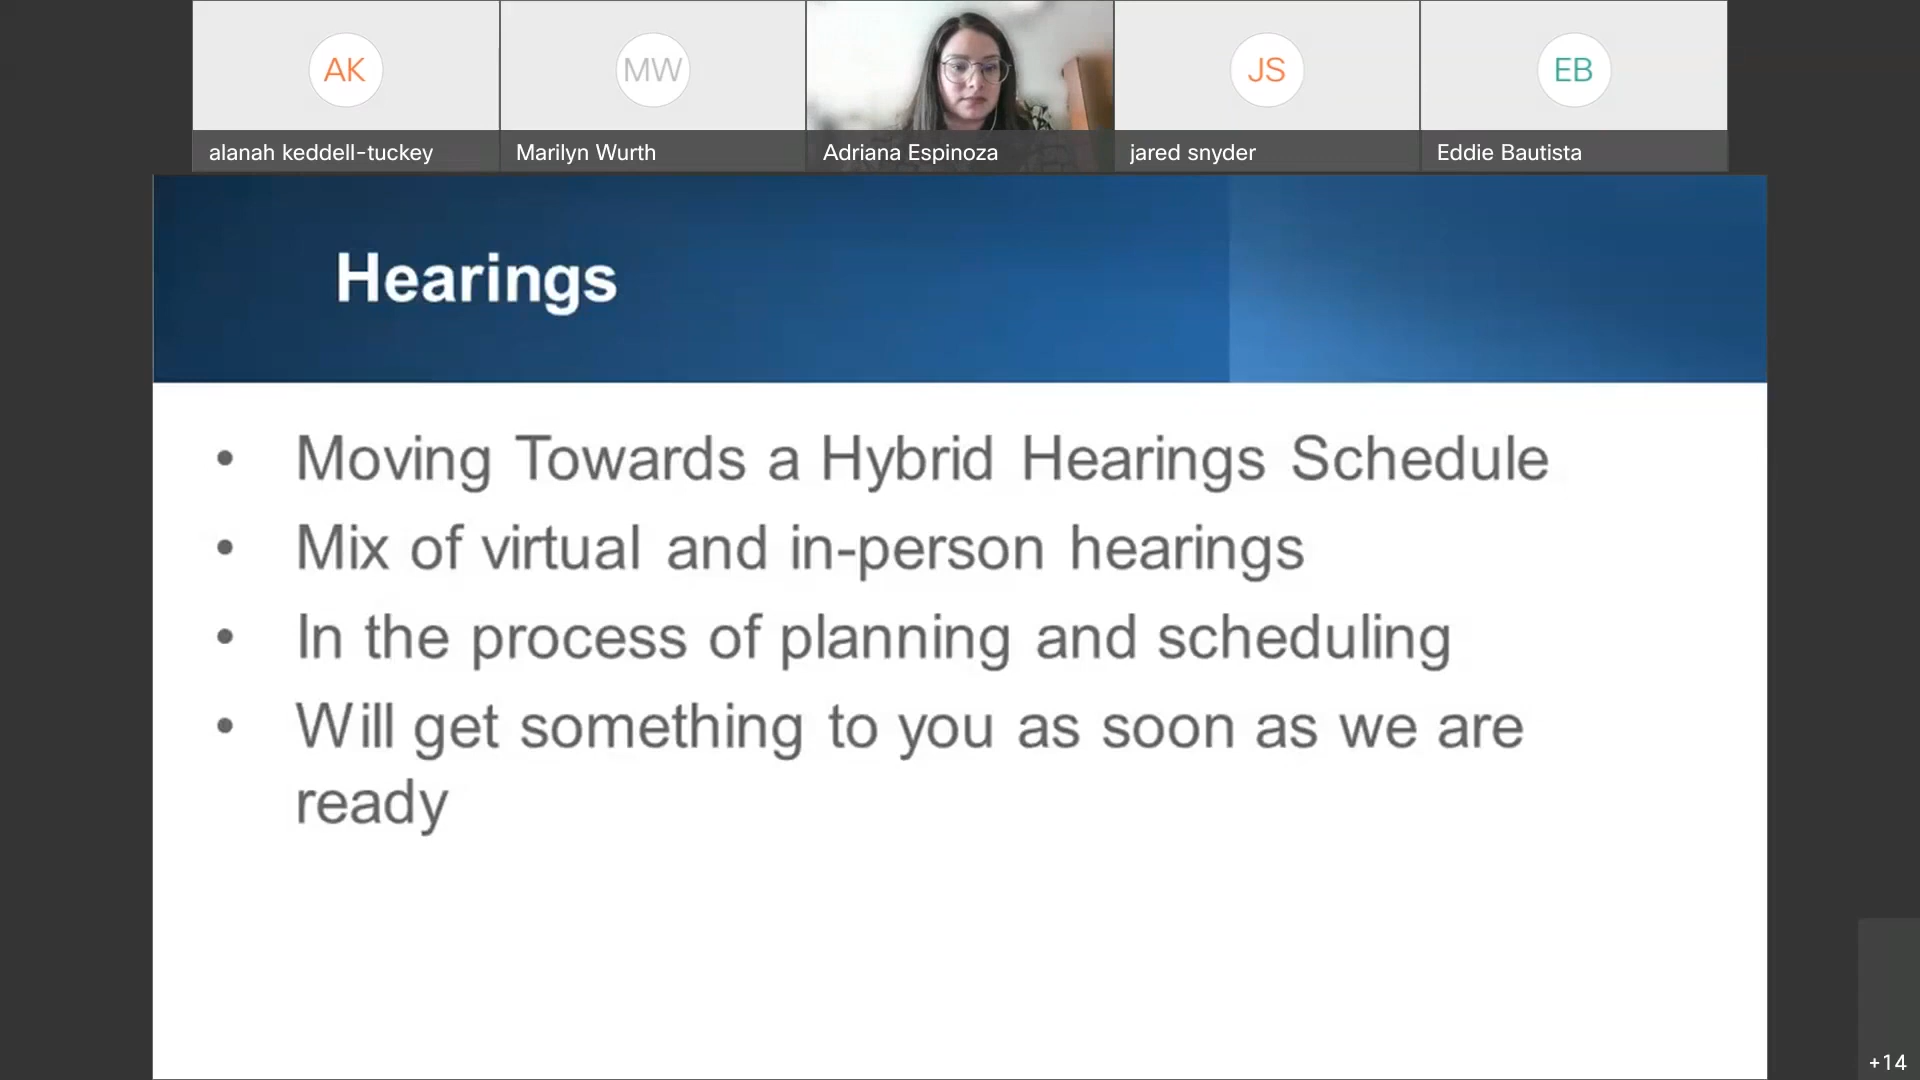 AK
MW
JS
EB
alanah keddell-tuckey
Marilyn Wurth
Adriana Espinoza
jared snyder
Eddie Bautista
Hearings
• Moving Towards a Hybrid Hearings Schedule
• Mix of virtual and in-person hearings
• In the process of planning and scheduling
• Will get something to you as soon as we are
ready
+14